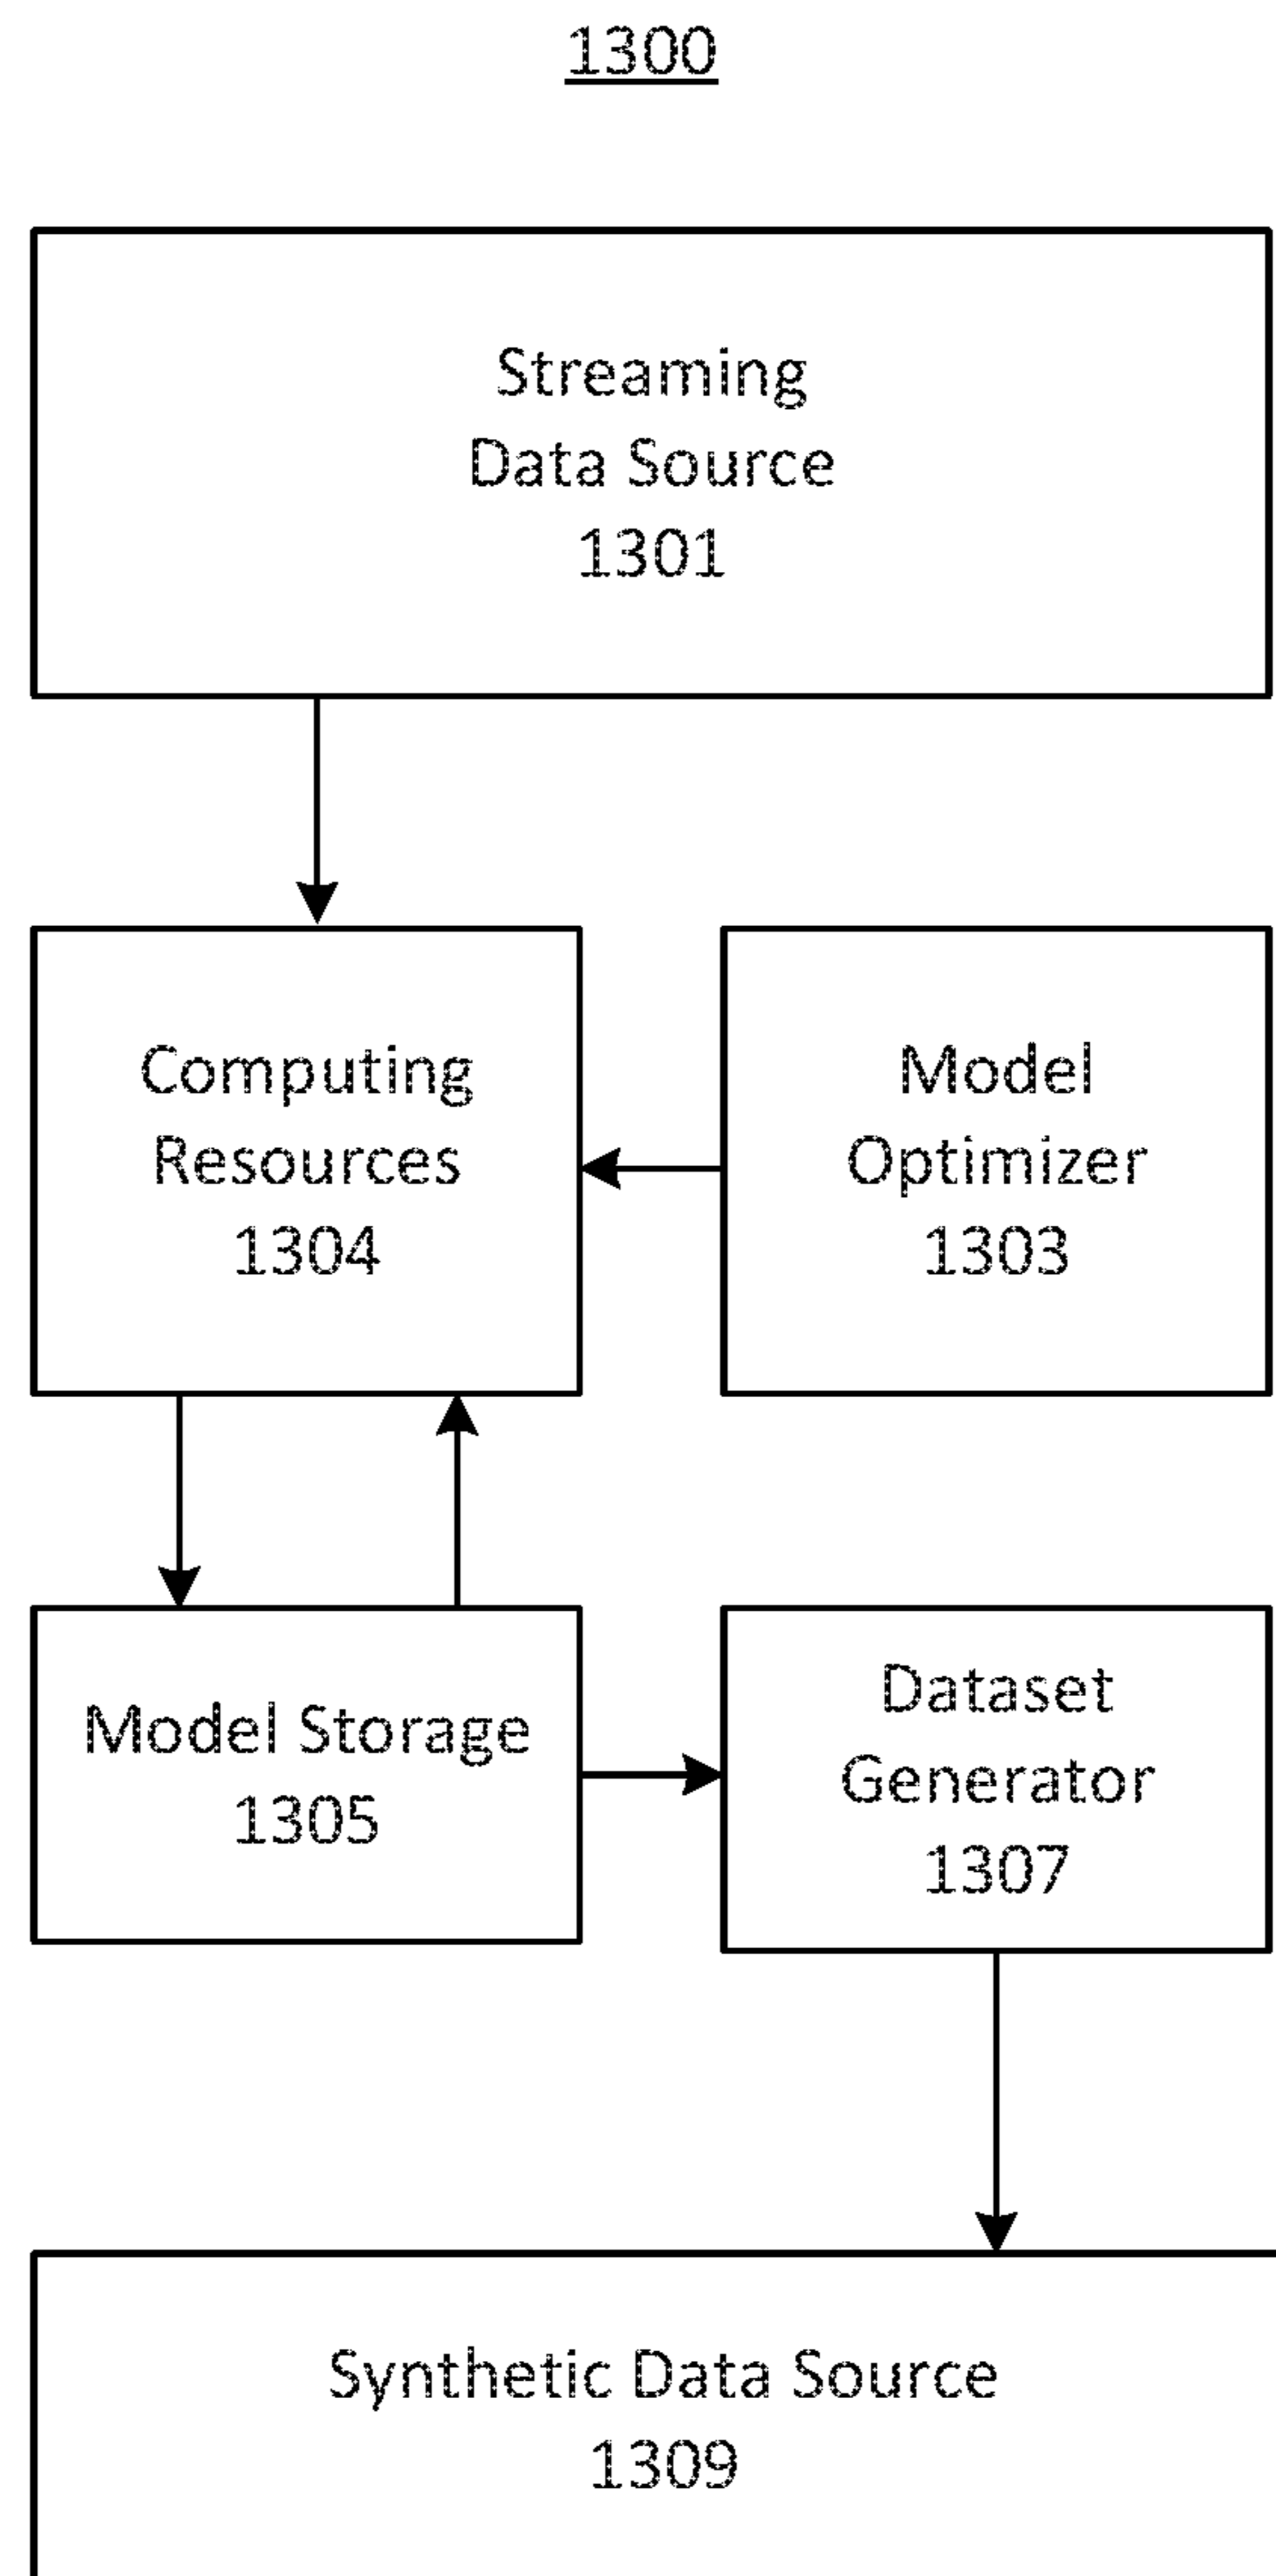 1300
Streaming
Data Source
1301
Computing
Resources
1304
Model
Optimizer
1303
Model Storage
1305
Dataset
Generator
1307
Synthetic Data Source
1309